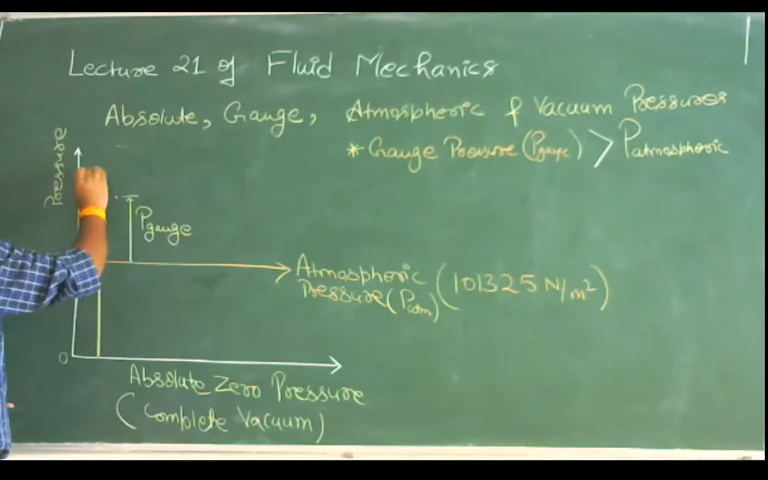 Lecture 21 of Fluid Mechanics
Absolute, Gauge, Atmospheric & Vacuum Pressures
* Gauge Pressure (Pgauge) > Patmospheric
Pressure
Pgauge
Atmospheric
Pressure (Patm) (101325 N/m²)
0
Absolute Zero Pressure
(Complete Vacuum)